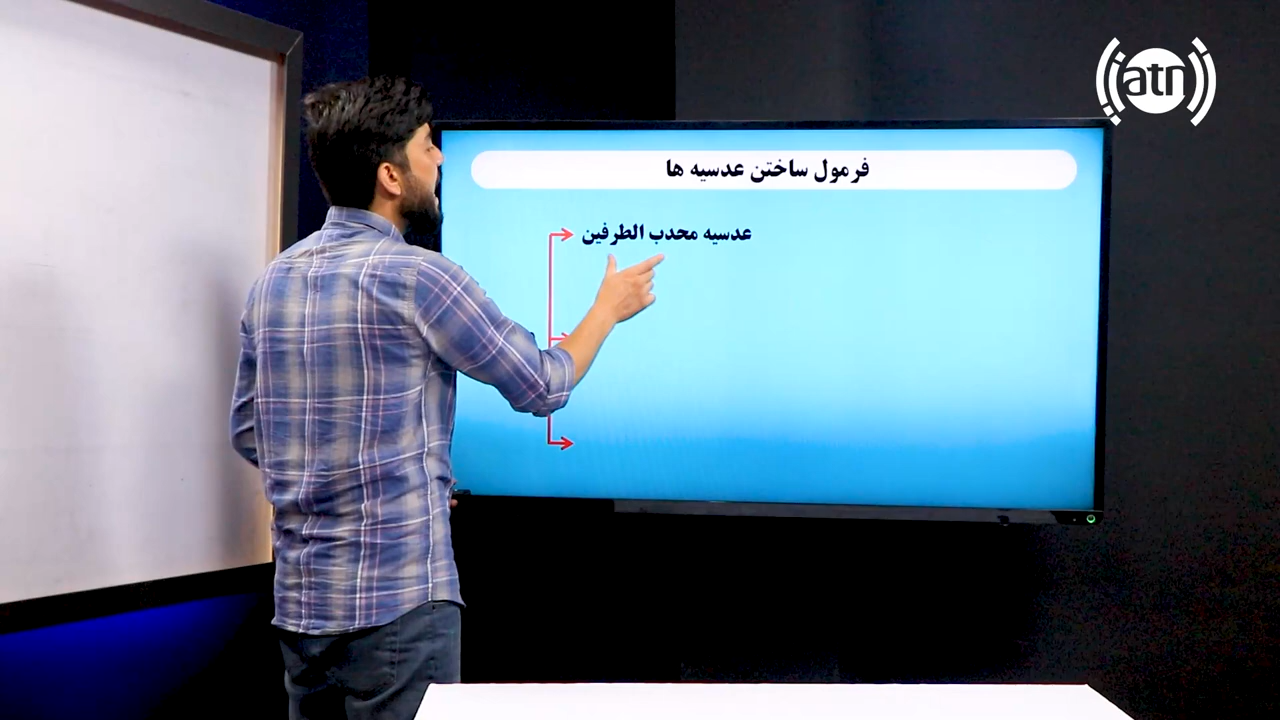 atn
فرمول ساختن عدسیه ها
عدسیه محدب الطرفین